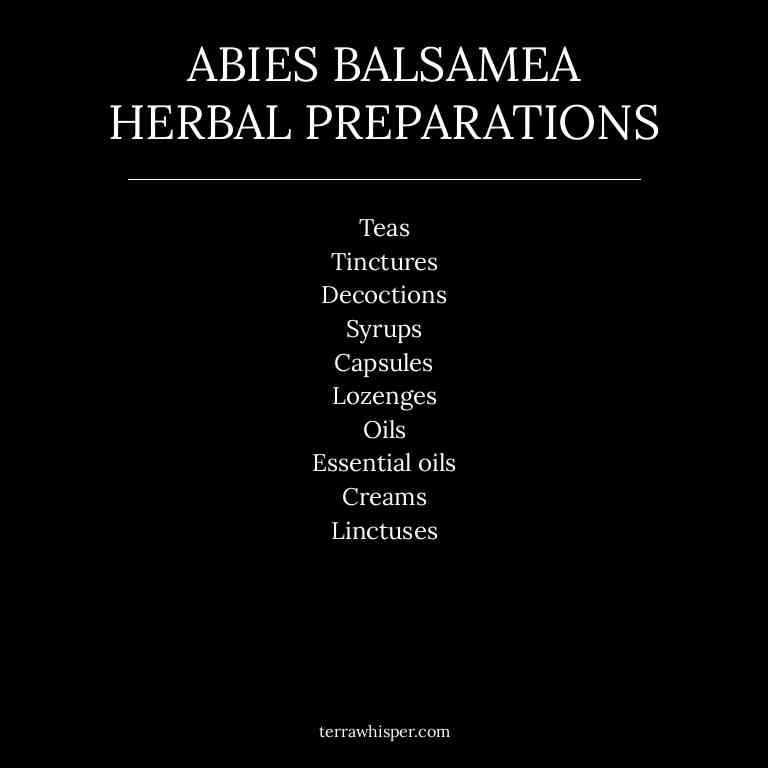 ABIES BALSAMEA
HERBAL PREPARATIONS
Teas
Tinctures
Decoctions
Syrups
Capsules
Lozenges
Oils
Essential oils
Creams
Linctuses
terrawhisper.com